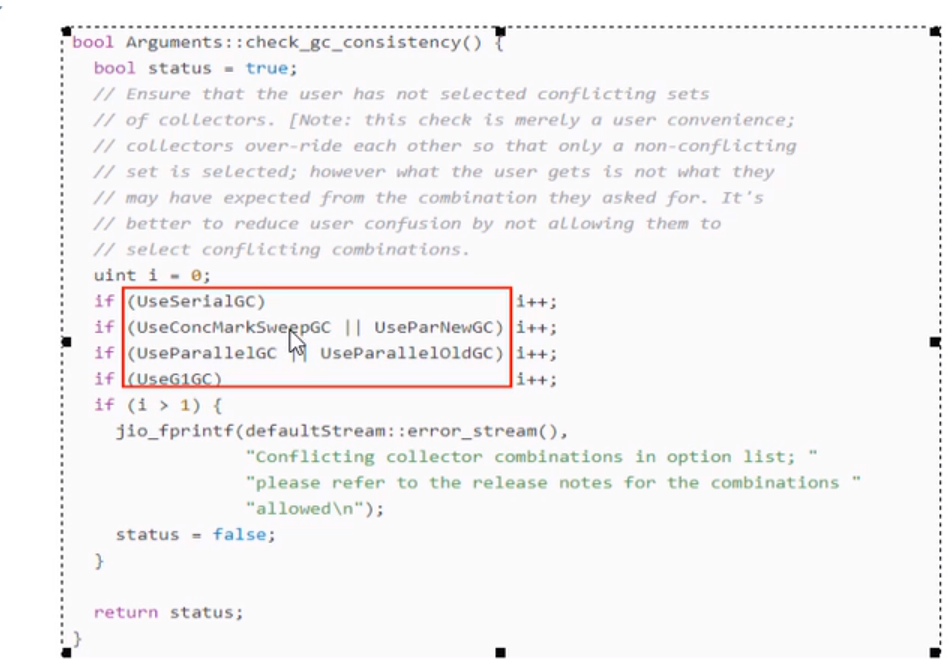 bool Arguments::check_gc_consistency() {
bool status = true;
// Ensure that the user has not selected conflicting sets
// of collectors. [Note: this check is merely a user convenience;
// collectors over-ride each other so that only a non-conflicting
// set is selected; however what the user gets is not what they
// may have expected from the combination they asked for. It's
// better to reduce user confusion by not allowing them to
// select conflicting combinations.
uint i = 0;
if (UseSerialGC) i++;
if (UseConcMarkSweepGC || UseParNewGC) i++;
if (UseParallelGC || UseParallelOldGC) i++;
if (UseG1GC) i++;
if (i > 1) {
jio_fprintf(defaultStream::error_stream(),
"Conflicting collector combinations in option list; "
"please refer to the release notes for the combinations "
"allowed\n");
status = false;
}
return status;
}